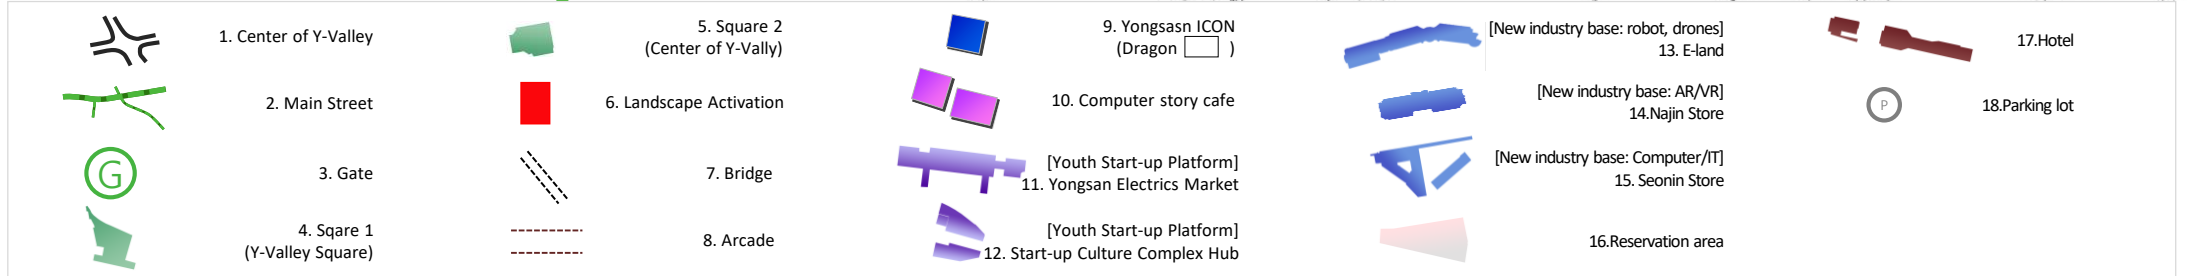 1. Center of Y-Valley
2. Main Street
G
3. Gate
4. Sqare 1
(Y-Valley Square)
5. Square 2
(Center of Y-Vally)
6. Landscape Activation
7. Bridge
8. Arcade
9. Yongsasn ICON
(Dragon )
10. Computer story cafe
[Youth Start-up Platform]
11. Yongsan Electrics Market
[Youth Start-up Platform]
12. Start-up Culture Complex Hub
[New industry base: robot, drones]
13. E-land
[New industry base: AR/VR]
14.Najin Store
[New industry base: Computer/IT]
15. Seonin Store
16.Reservation area
17.Hotel
P
18.Parking lot